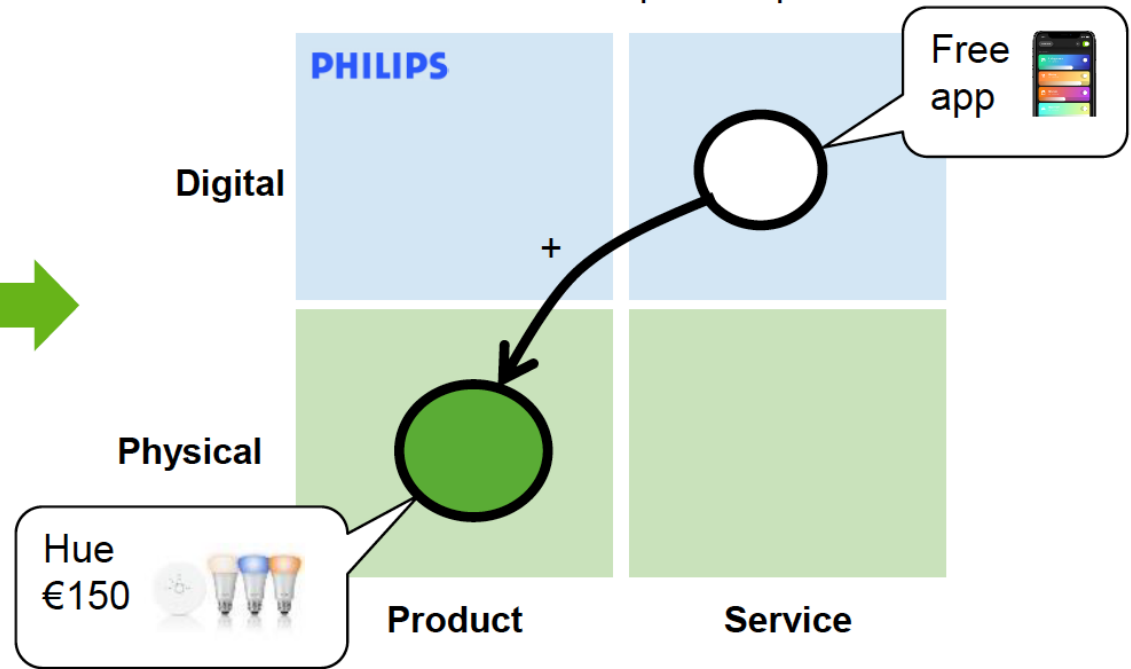 PHILIPS
Free
app
Digital
+
Physical
Hue
€150
Product
Service